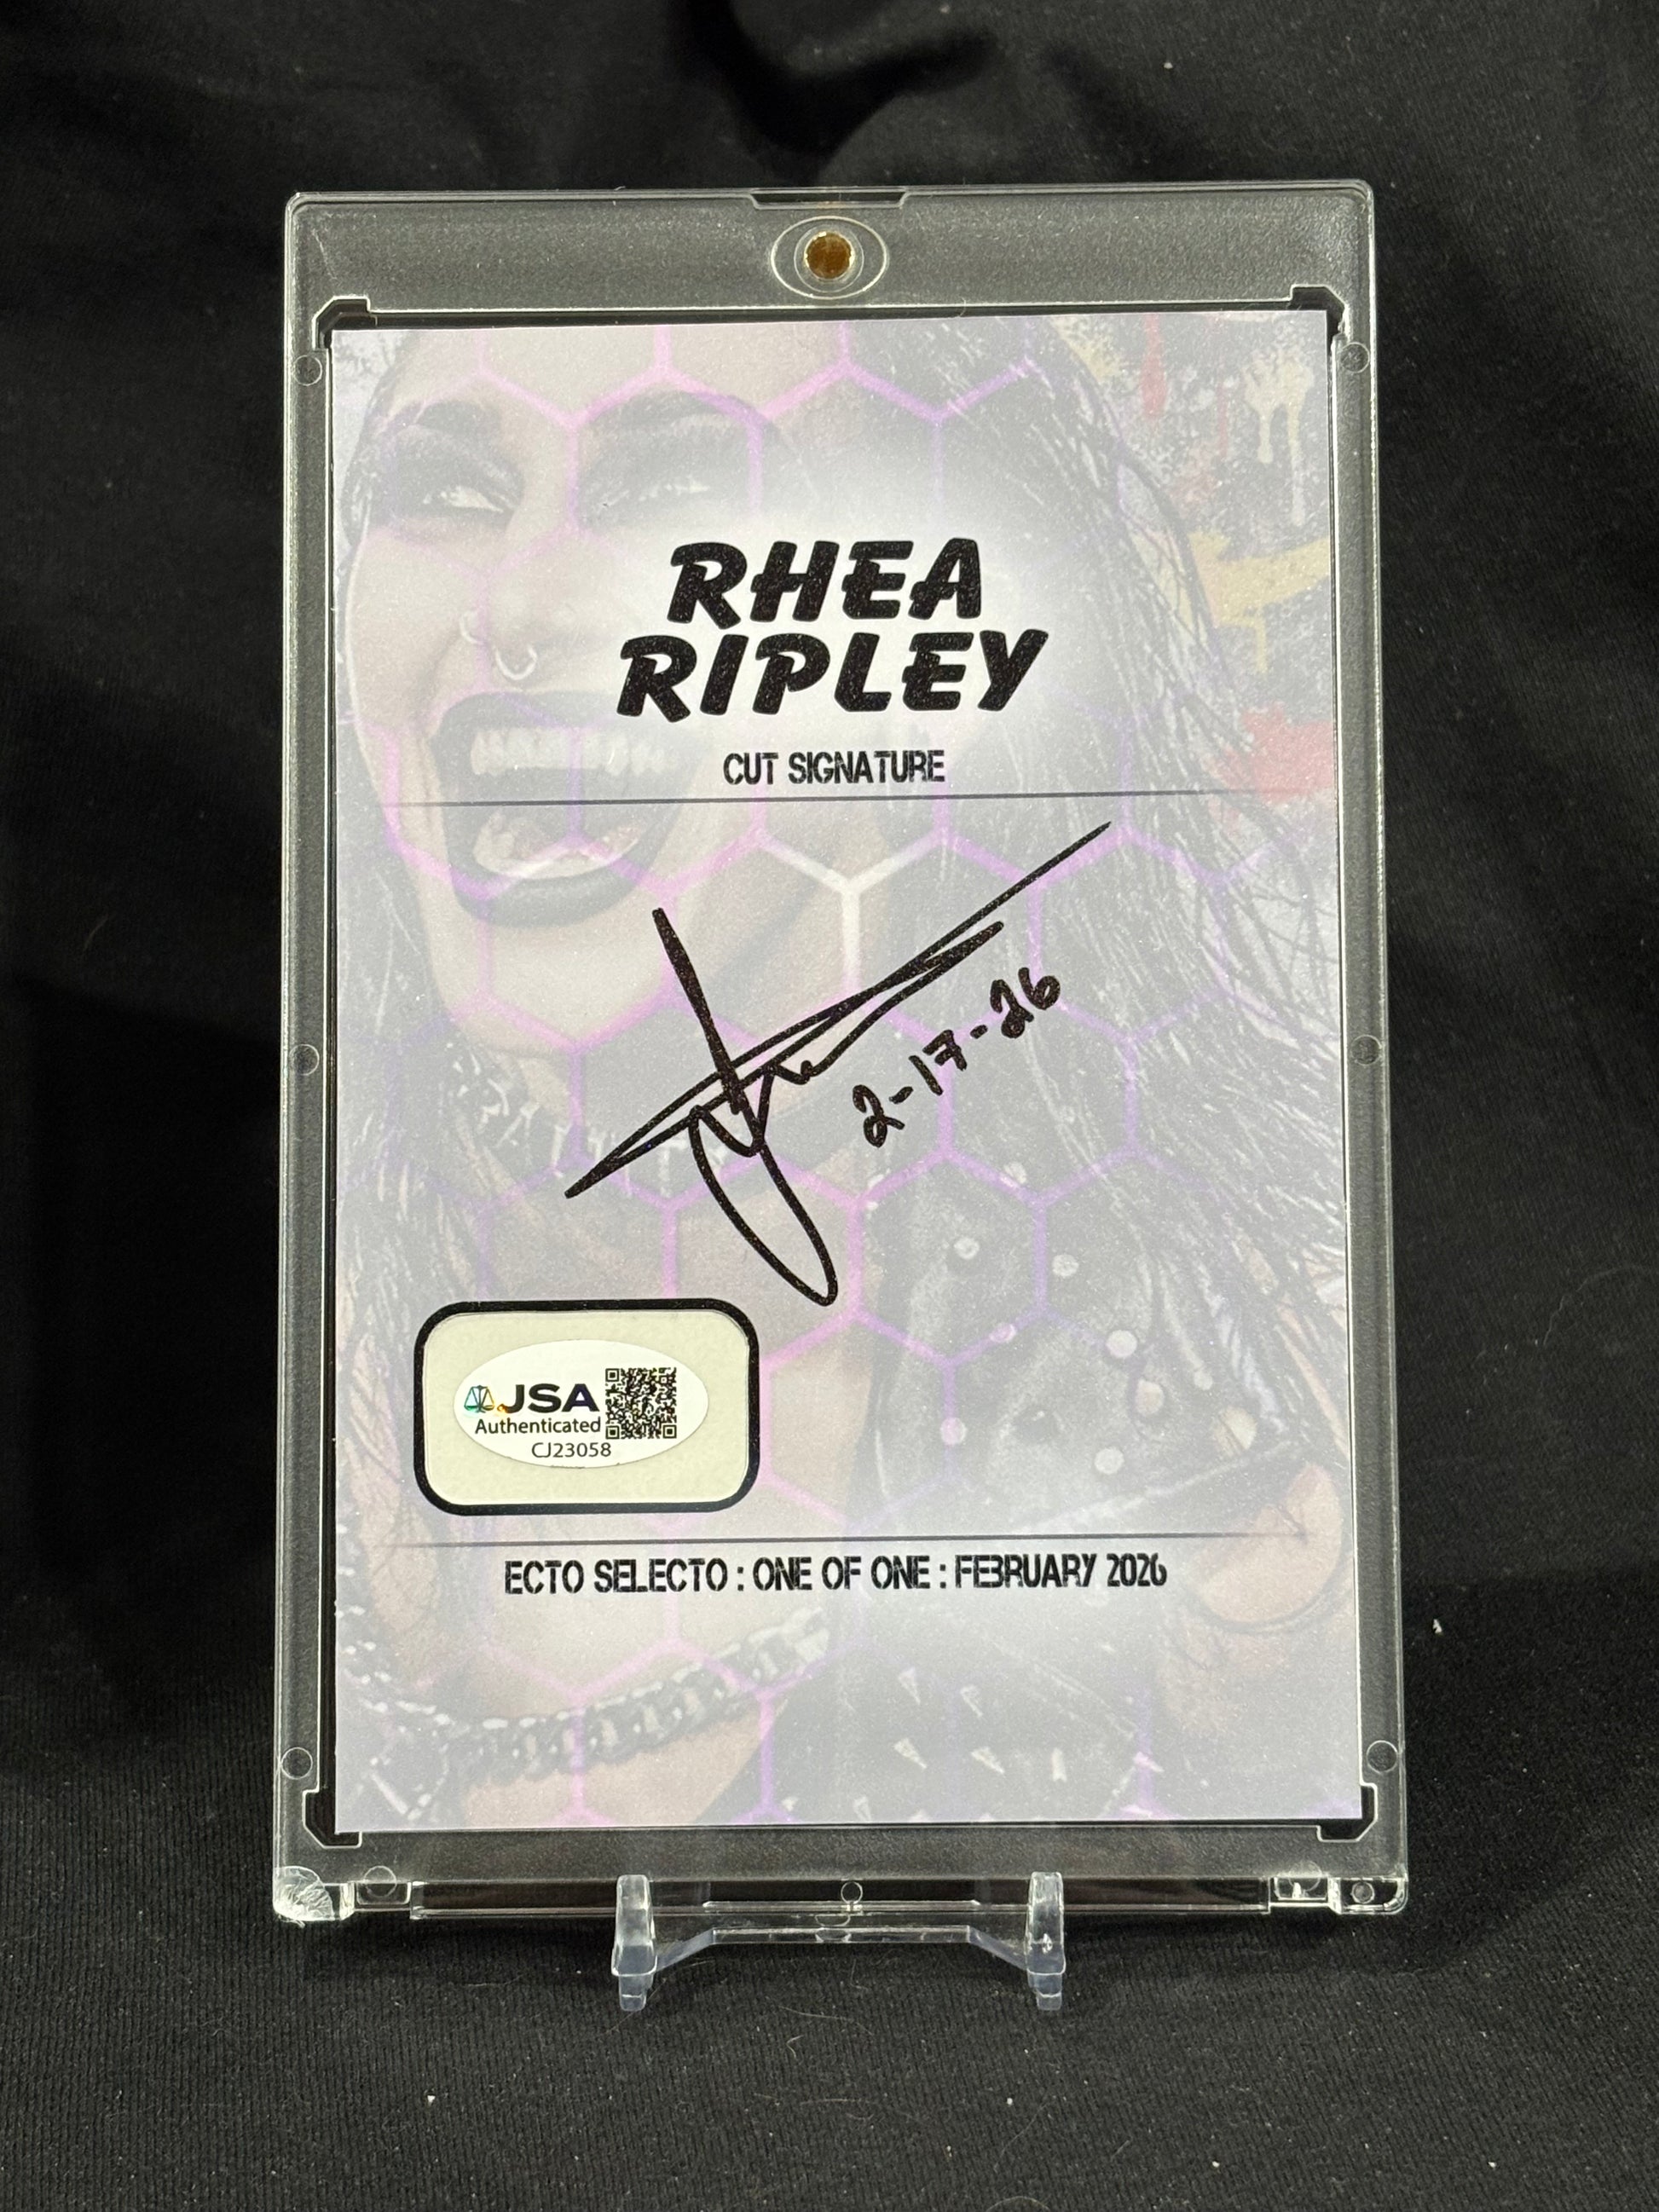 RHEA
RIPLEY
CUT SIGNATURE
2-17-26
JSA
Authenticated
CJ23058
ECTO SELECTO : ONE OF ONE : FEBRUARY 2026